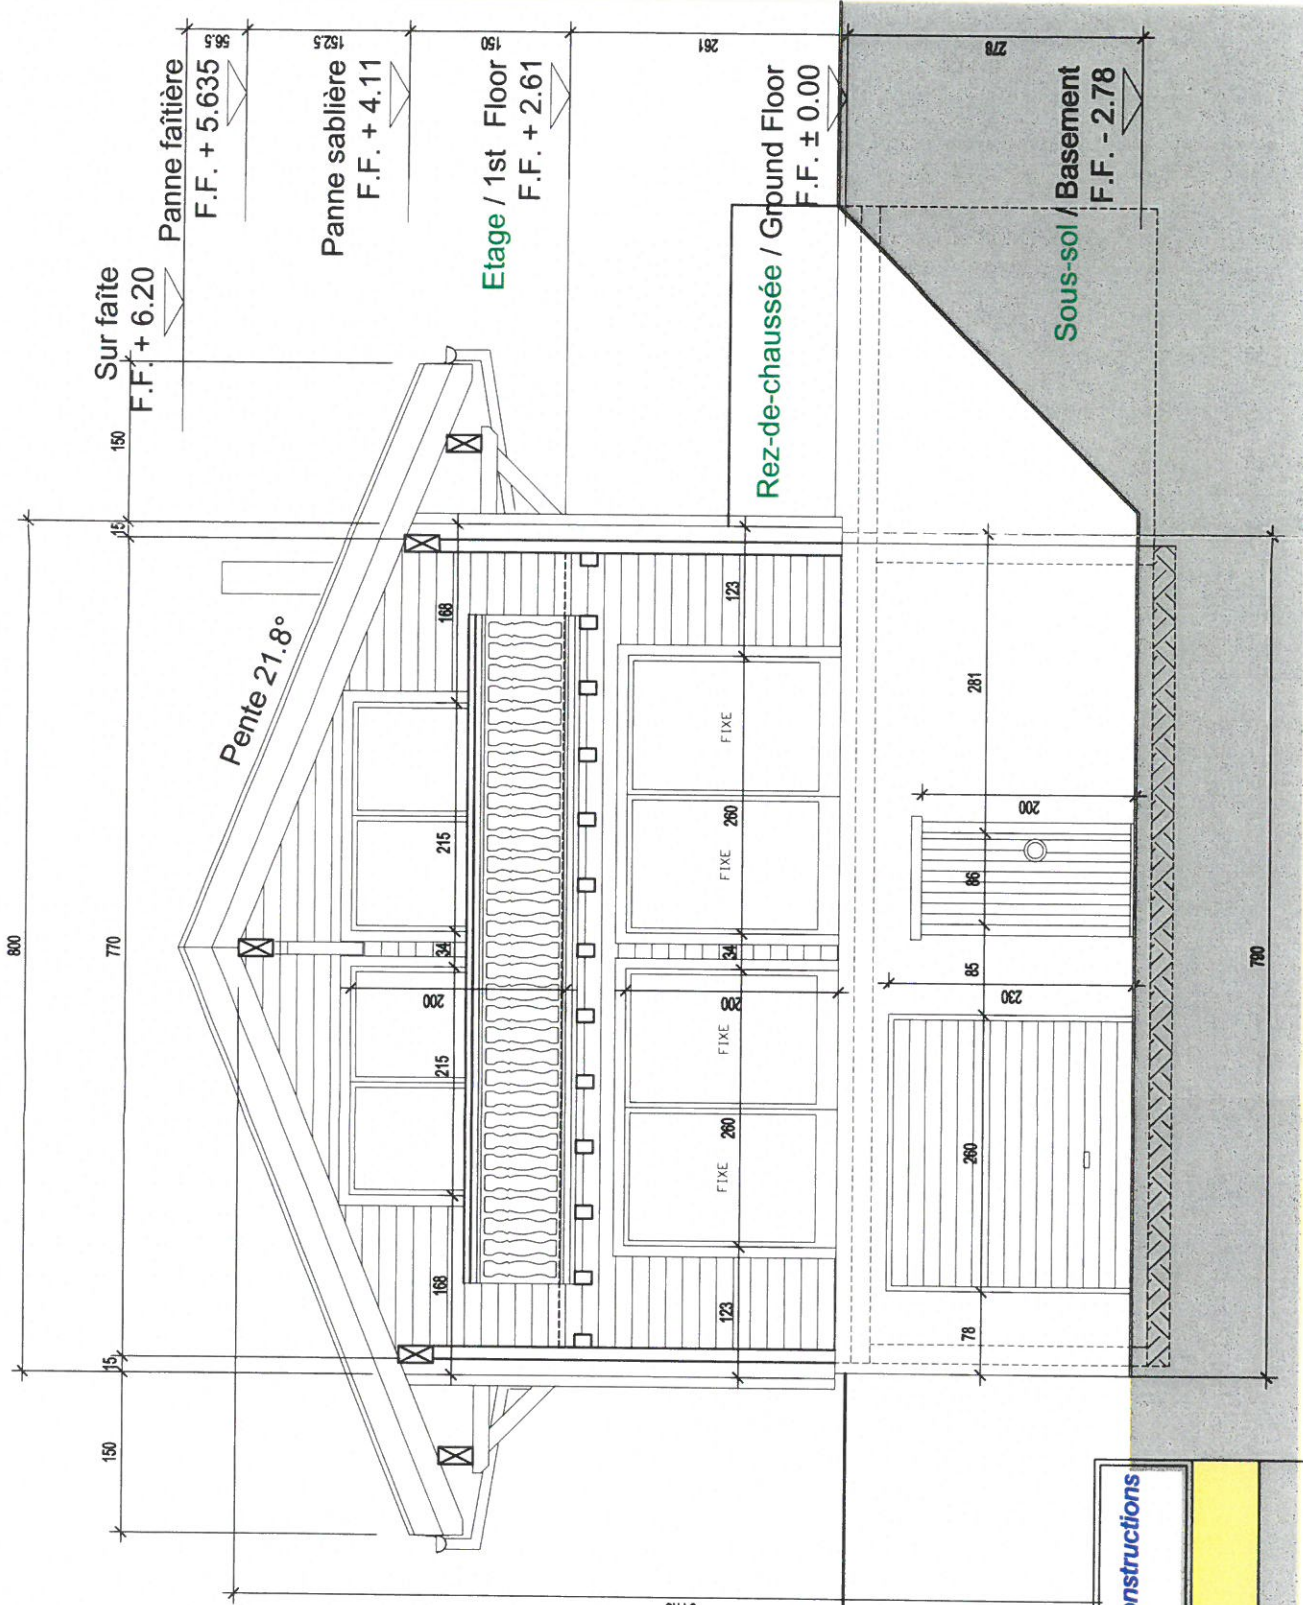 800
150
15
770
15
150
Sur faîte
F.F. + 6.20
Panne faîtière
F.F. + 5.635
56.5
Panne sablière
F.F. + 4.11
152.5
Etage / 1st Floor
F.F. + 2.61
150
Rez-de-chaussée / Ground Floor
F.F. ± 0.00
261
Sous-sol / Basement
F.F. - 2.78
278
Pente 21.8°
168
215
34
215
168
200
123
260
34
260
123
200
FIXE
FIXE
FIXE
FIXE
78
260
85
86
281
230
200
780
onstructions